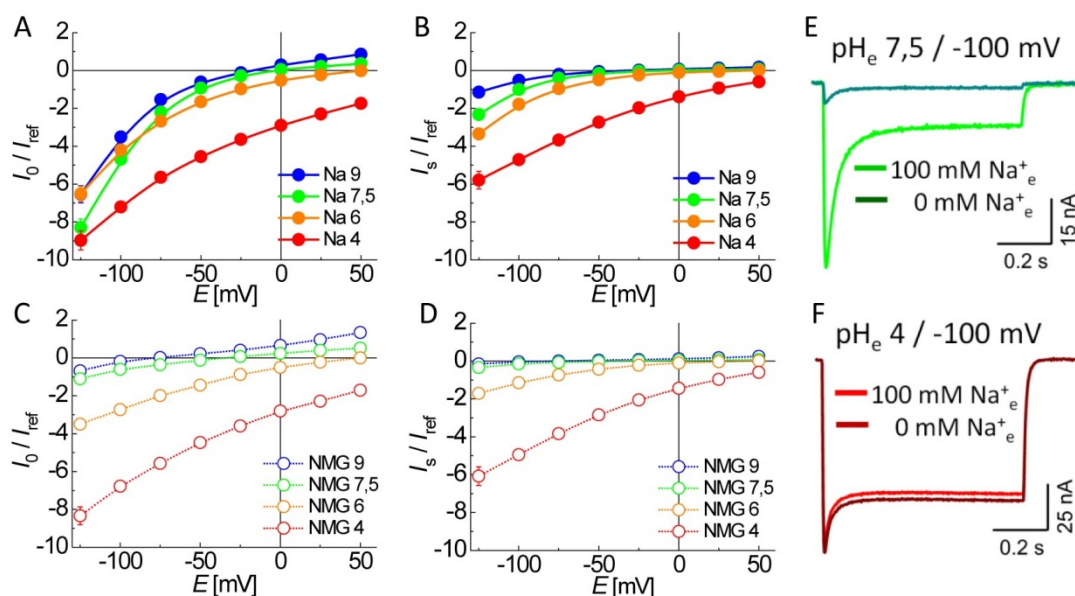 A
I0 / Iref
2
0
-2
-4
-6
-8
-10
-100 -50 0 50
E [mV]
Na 9
Na 7,5
Na 6
Na 4
B
Is / Iref
2
0
-2
-4
-6
-8
-10
-100 -50 0 50
E [mV]
Na 9
Na 7,5
Na 6
Na 4
E
pHe 7,5 / -100 mV
100 mM Na+e
0 mM Na+e
15 nA
0.2 s
C
I0 / Iref
2
0
-2
-4
-6
-8
-10
-100 -50 0 50
E [mV]
NMG 9
NMG 7,5
NMG 6
NMG 4
D
Is / Iref
2
0
-2
-4
-6
-8
-10
-100 -50 0 50
E [mV]
NMG 9
NMG 7,5
NMG 6
NMG 4
F
pHe 4 / -100 mV
100 mM Na+e
0 mM Na+e
25 nA
0.2 s